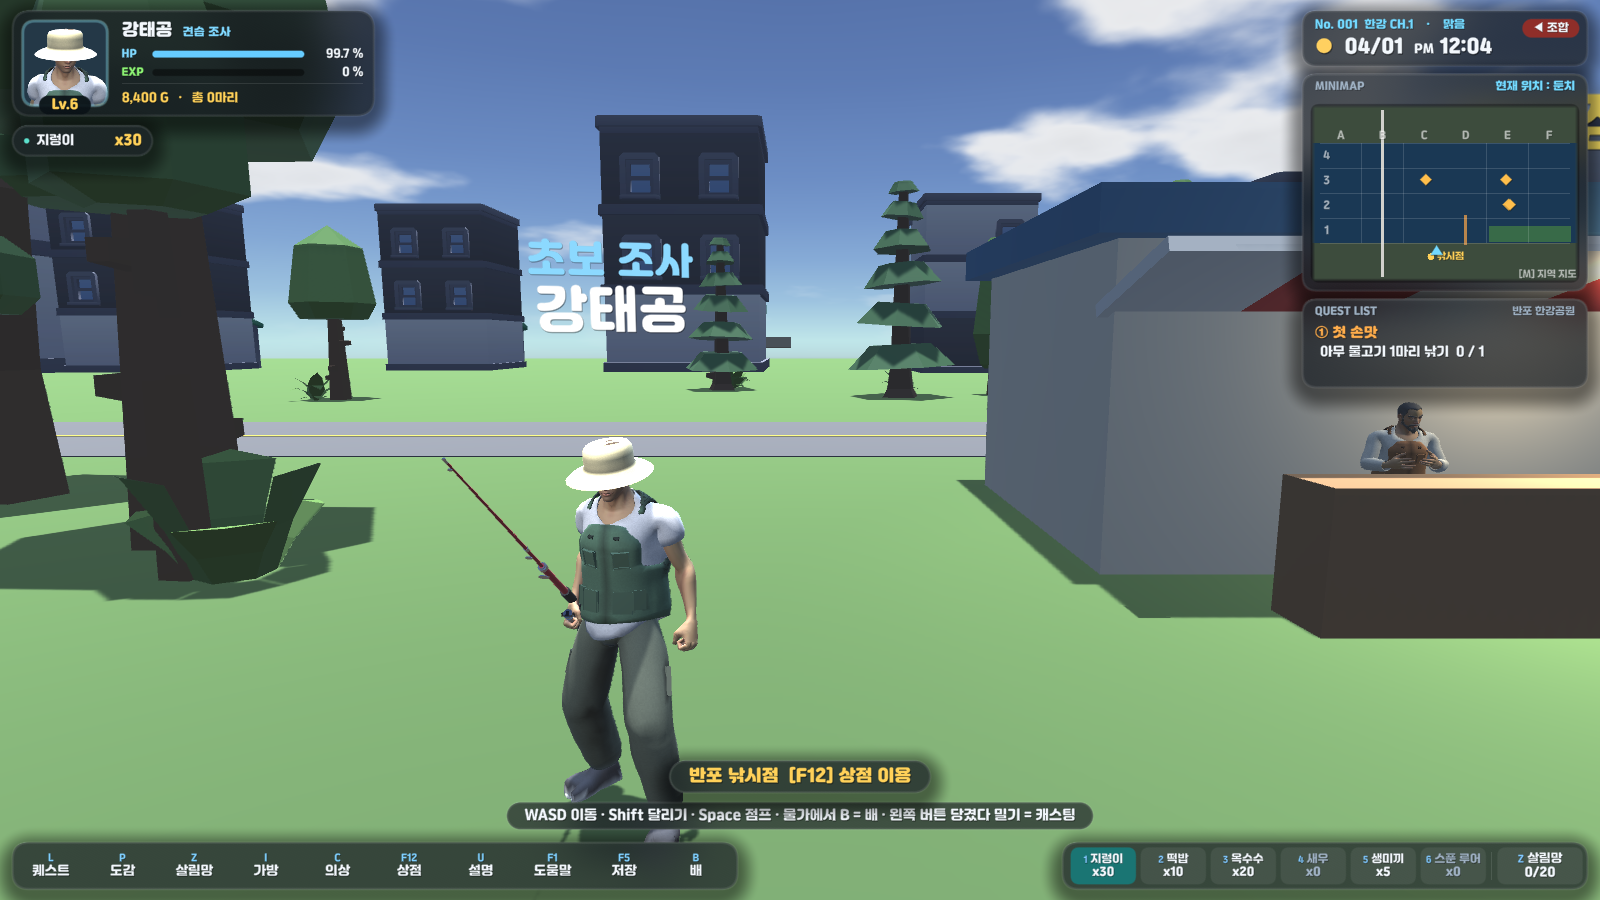 강태공 견습 조사
HP 99.7 %
EXP 0 %
Lv.6
8,400 G · 총 0마리
지렁이 x30
No. 001 한강 CH.1 · 맑음
◀ 조합
04/01 PM 12:04
MINIMAP 현재 위치 : 둔치
A B C D E F
4
3
2
1
낚시점
[M] 지역 지도
QUEST LIST 반포 한강공원
① 첫 손맛
아무 물고기 1마리 낚기 0 / 1
초보 조사
강태공
반포 낚시점 [F12] 상점 이용
WASD 이동 · Shift 달리기 · Space 점프 · 물가에서 B = 배 · 왼쪽 버튼 당겼다 밀기 = 캐스팅
L P Z I C F12 U F1 F5 B
퀘스트 도감 살림망 가방 의상 상점 설명 도움말 저장 배
1 지렁이 2 떡밥 3 옥수수 4 새우 5 생미끼 6 스푼 루어 Z 살림망
x30 x10 x20 x0 x5 x0 0/20